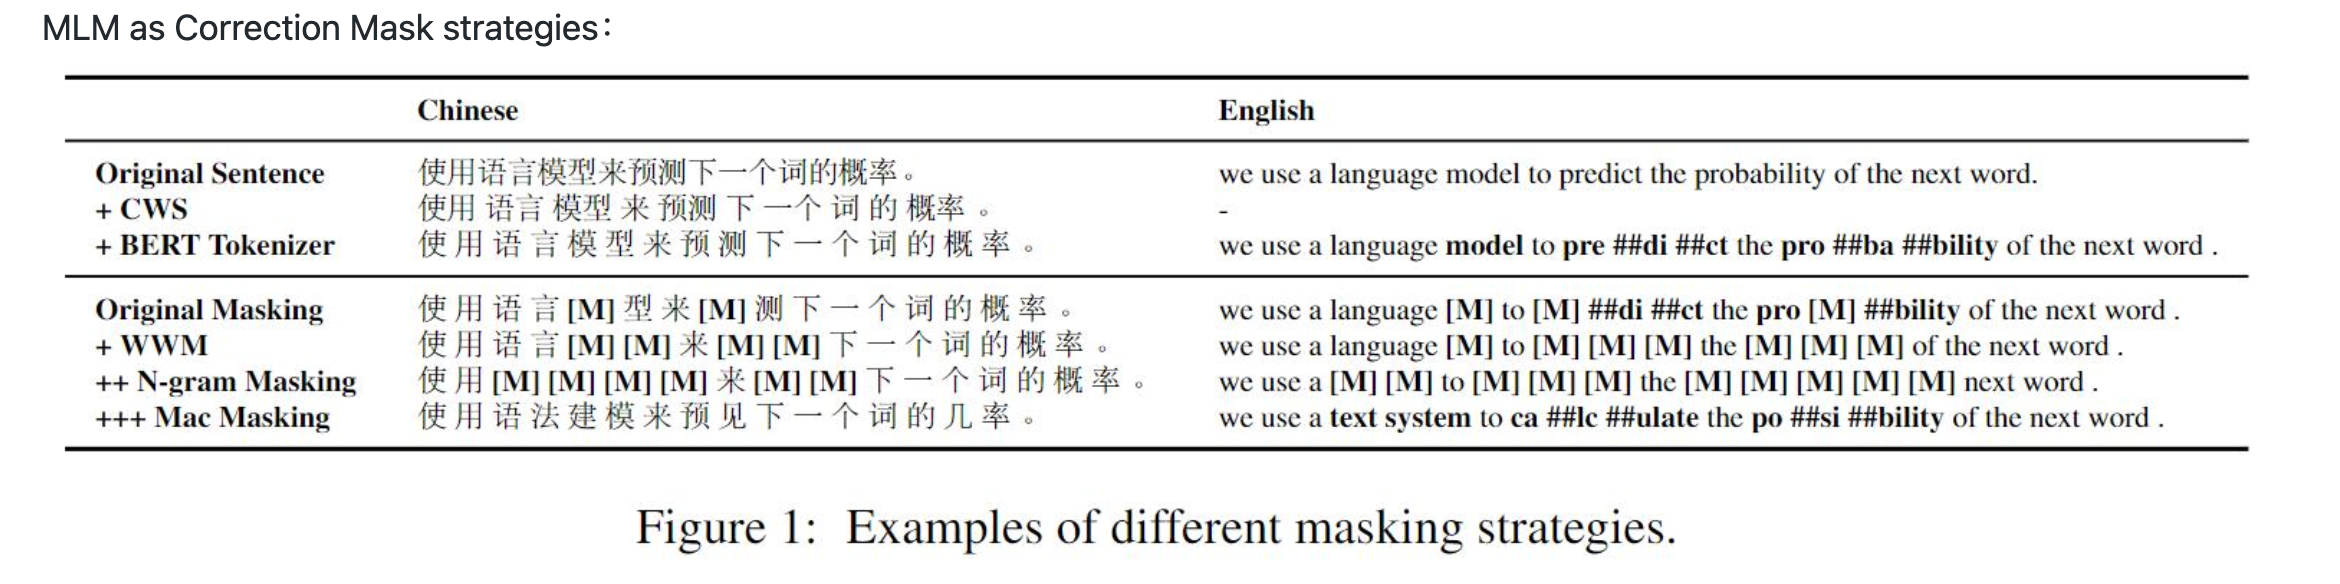 MLM as Correction Mask strategies：
Chinese English
Original Sentence 使用语言模型来预测下一个词的概率。 we use a language model to predict the probability of the next word.
+ CWS 使用 语言 模型 来 预测 下 一个 词 的 概率 。 -
+ BERT Tokenizer 使 用 语 言 模 型 来 预 测 下 一 个 词 的 概 率 。 we use a language model to pre ##di ##ct the pro ##ba ##bility of the next word .
Original Masking 使 用 语 言 [M] 型 来 [M] 测 下 一 个 词 的 概 率 。 we use a language [M] to [M] ##di ##ct the pro [M] ##bility of the next word .
+ WWM 使 用 语 言 [M] [M] 来 [M] [M] 下 一 个 词 的 概 率 。 we use a language [M] to [M] [M] [M] the [M] [M] [M] of the next word .
++ N-gram Masking 使 用 [M] [M] [M] [M] 来 [M] [M] 下 一 个 词 的 概 率 。 we use a [M] [M] to [M] [M] [M] the [M] [M] [M] [M] [M] next word .
+++ Mac Masking 使 用 语 法 建 模 来 预 见 下 一 个 词 的 几 率 。 we use a text system to ca ##lc ##ulate the po ##si ##bility of the next word .
Figure 1: Examples of different masking strategies.